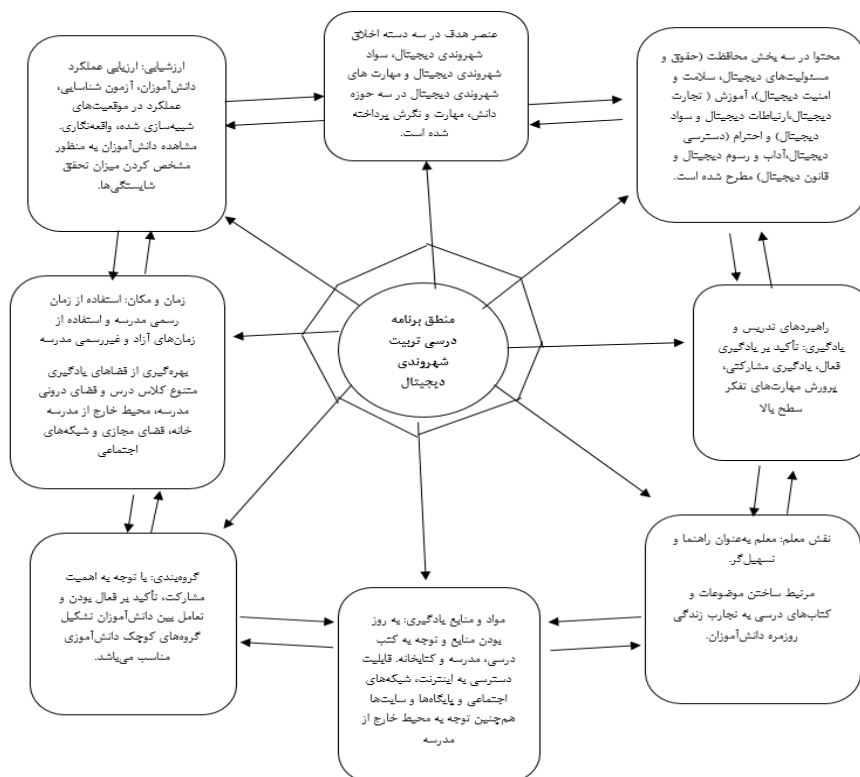 عنصر هدف در سه دسته اخلاق
شهروندی دیجیتال، سواد
شهروندی دیجیتال و مهارت های
شهروندی دیجیتال در سه حوزه
دانش، مهارت و نگرش پرداخته
شده است.
محتوا در سه بخش محافظت (حقوق و
مسئولیت‌های دیجیتال، سلامت و
امنیت دیجیتال)، آموزش ( تجارت
دیجیتال،ارتباطات دیجیتال و سواد
دیجیتال) و احترام (دسترسی
دیجیتال،آداب و رسوم دیجیتال و
قانون دیجیتال) مطرح شده است.
راهبردهای تدریس و
یادگیری: تأکید بر یادگیری
فعال، یادگیری مشارکتی،
پرورش مهارت‌های تفکر
سطح بالا
نقش معلم: معلم به‌عنوان راهنما و
تسهیل‌گر.
مرتبط ساختن موضوعات و
کتاب‌های درسی به تجارب زندگی
روزمره دانش‌آموزان.
مواد و منابع یادگیری: به روز
بودن منابع و توجه به کتب
درسی، مدرسه و کتابخانه. قابلیت
دسترسی به اینترنت، شبکه‌های
اجتماعی و پایگاه‌ها و سایت‌ها
هم‌چنین توجه به محیط خارج از
مدرسه
گروه‌بندی: با توجه به اهمیت
مشارکت، تأکید بر فعال بودن و
تعامل بین دانش‌آموزان تشکیل
گروه‌های کوچک دانش‌آموزی
مناسب می‌باشد.
زمان و مکان: استفاده از زمان
رسمی مدرسه و استفاده از
زمان‌های آزاد و غیررسمی مدرسه
بهره‌گیری از فضاهای یادگیری
متنوع کلاس درس و فضای درونی
مدرسه، محیط خارج از مدرسه
خانه، فضای مجازی و شبکه‌های
اجتماعی
ارزشیابی: ارزیابی عملکرد
دانش‌آموزان، آزمون شناسایی،
عملکرد در موقعیت‌های
شبیه‌سازی شده، واقعه‌نگاری.
مشاهده دانش‌آموزان به منظور
مشخص کردن میزان تحقق
شایستگی‌ها.
منطق برنامه
درسی تربیت
شهروندی
دیجیتال